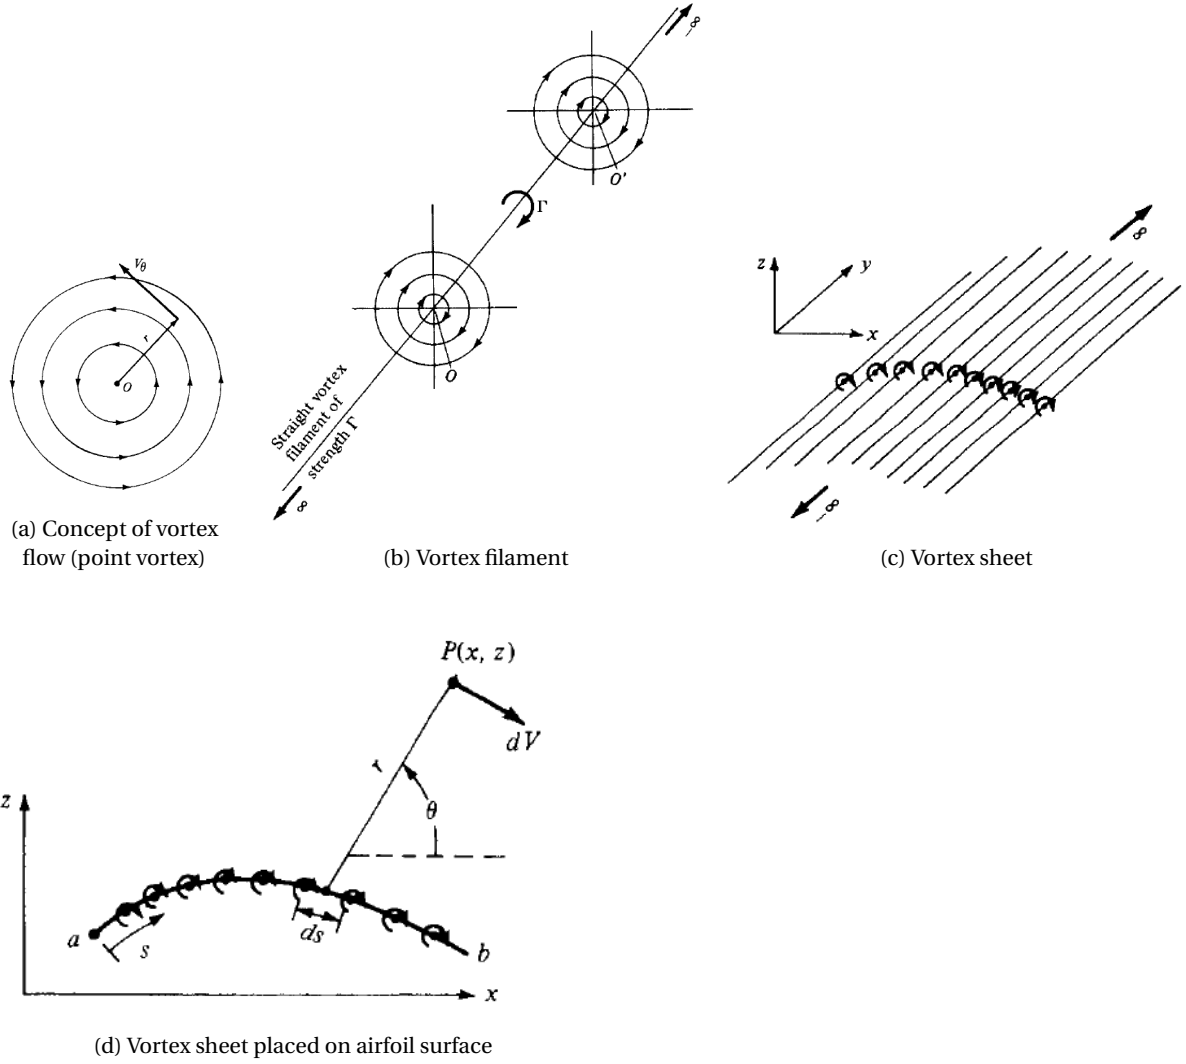 V_θ
r
O
(a) Concept of vortex
flow (point vortex)
−∞
O'
Γ
O
Straight vortex
filament of
strength Γ
∞
(b) Vortex filament
∞
z
y
x
−∞
(c) Vortex sheet
P(x, z)
dV
r
θ
z
a
s
ds
b
x
(d) Vortex sheet placed on airfoil surface